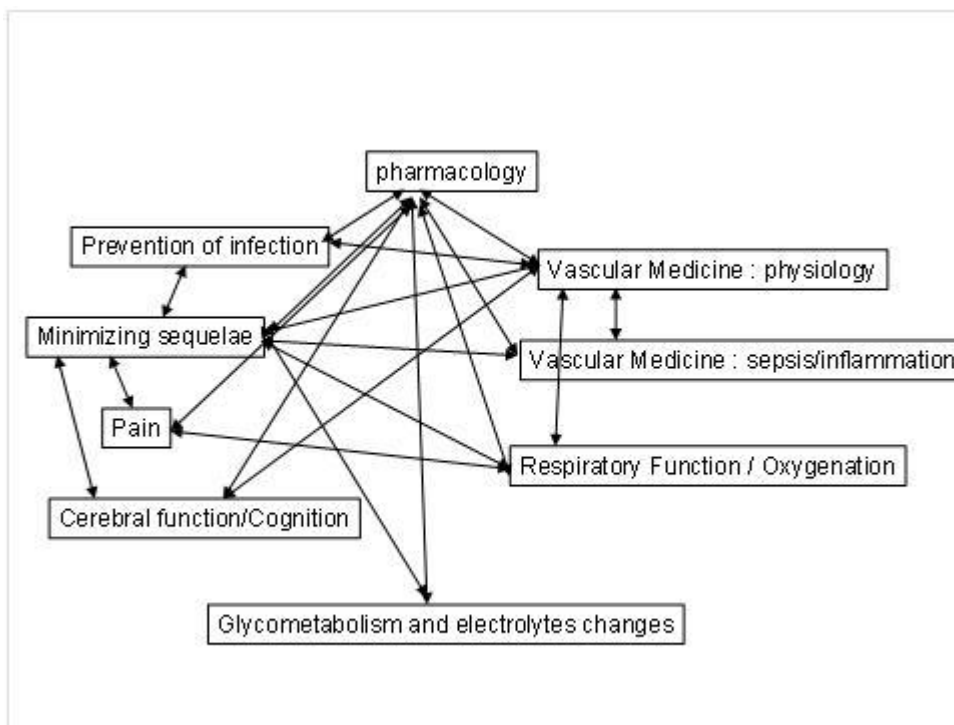 pharmacology
Prevention of infection
Vascular Medicine : physiology
Minimizing sequelae
Vascular Medicine : sepsis/inflammation
Pain
Respiratory Function / Oxygenation
Cerebral function/Cognition
Glycometabolism and electrolytes changes